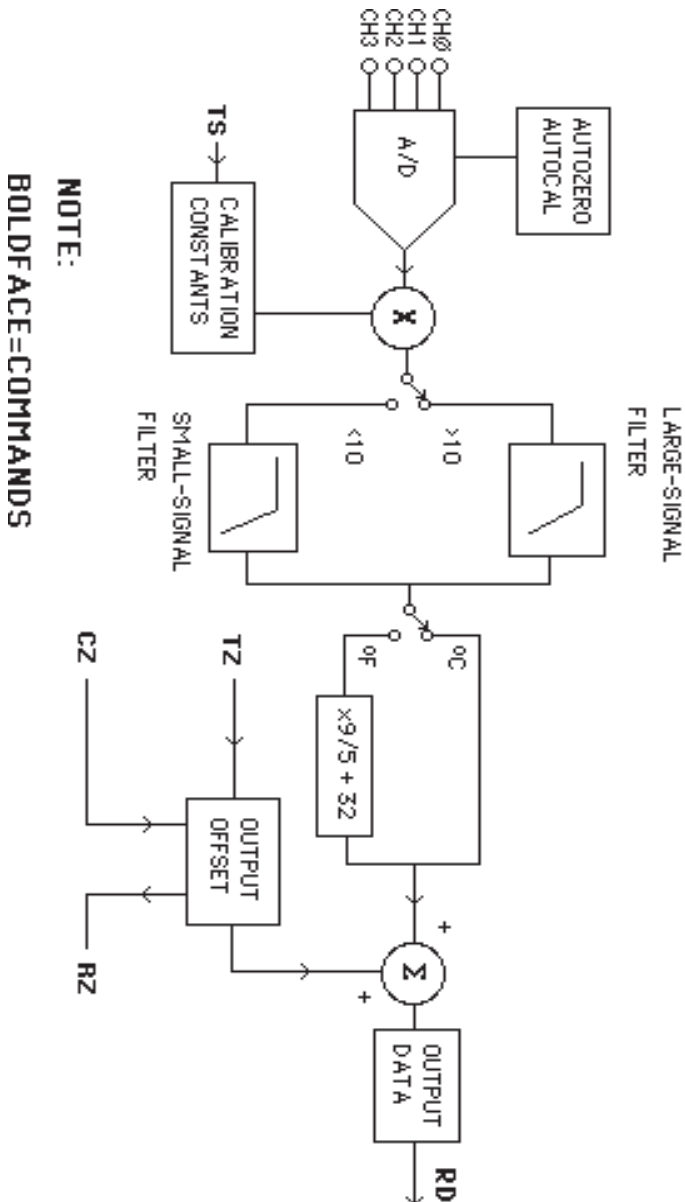 CHØ
CH1
CH2
CH3
AUTOZERO
AUTOCAL
A/D
TS
CALIBRATION
CONSTANTS
X
LARGE-SIGNAL
FILTER
>10
<10
SMALL-SIGNAL
FILTER
°C
°F
x9/5 + 32
TZ
CZ
RZ
OUTPUT
OFFSET
+
Σ
+
OUTPUT
DATA
RD
NOTE:
BOLDFACE=COMMANDS